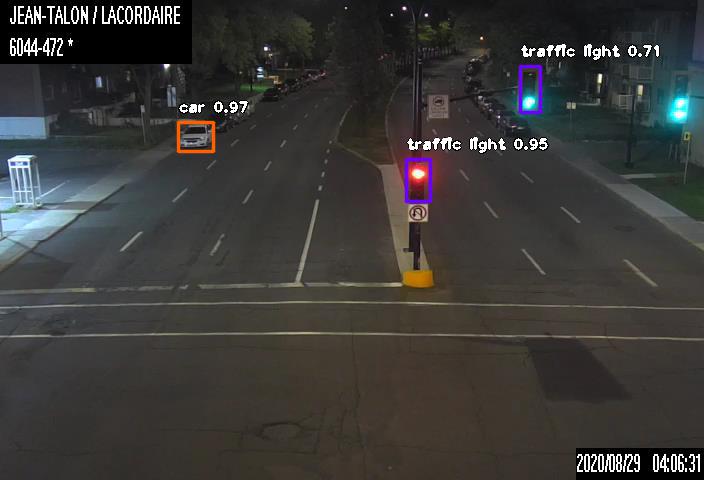 JEAN-TALON / LACORDAIRE
6044-472 *
traffic light 0.71
car 0.97
traffic light 0.95
2020/08/29 04:06:31